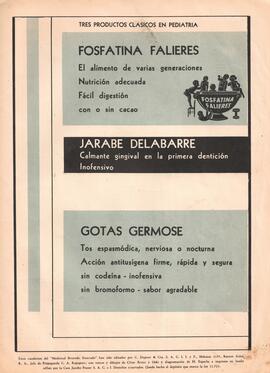 TRES PRODUCTOS CLASICOS EN PEDIATRIA
FOSFATINA FALIERES
El alimento de varias generaciones
Nutrición adecuada
Fácil digestión
con o sin cacao
FOSFATINA
FALIERES
JARABE DELABARRE
Calmante gingival en la primera dentición
Inofensivo
GOTAS GERMOSE
Tos espasmódica, nerviosa o nocturna
Acción antitusígena firme, rápida y segura
sin codeína - inofensiva
sin bromoformo - sabor agradable